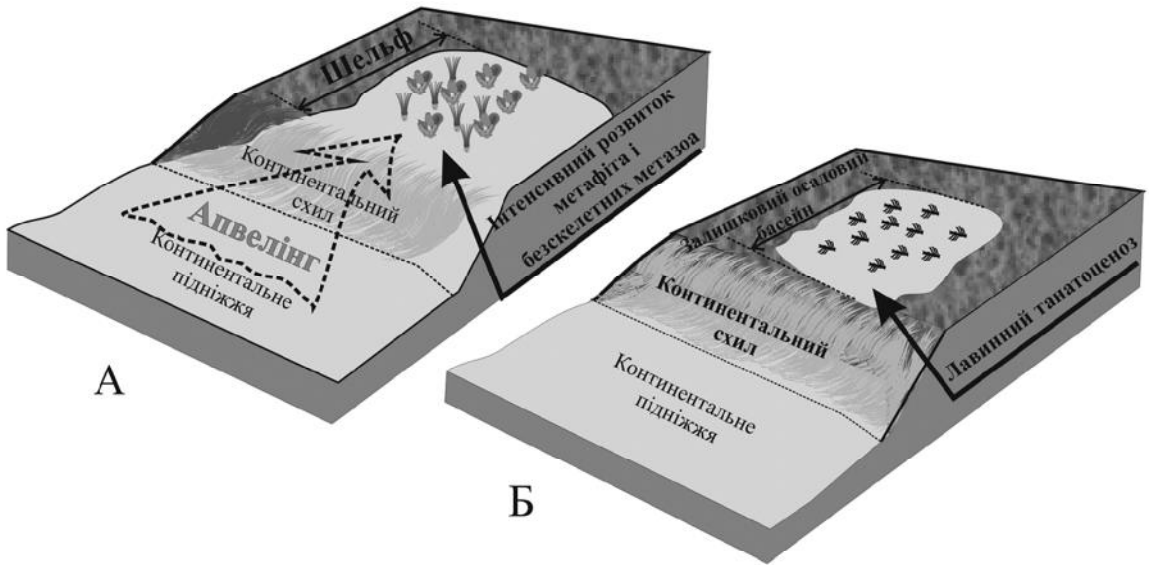 Шельф
Континентальний
схил
Апвелінг
Континентальне
підніжжя
Інтенсивний розвиток
метафіта і
безскелетних метазоа
А
Залишковий осаловий
басейн
Континентальний
схил
Континентальне
підніжжя
Лавинний танатоценоз
Б